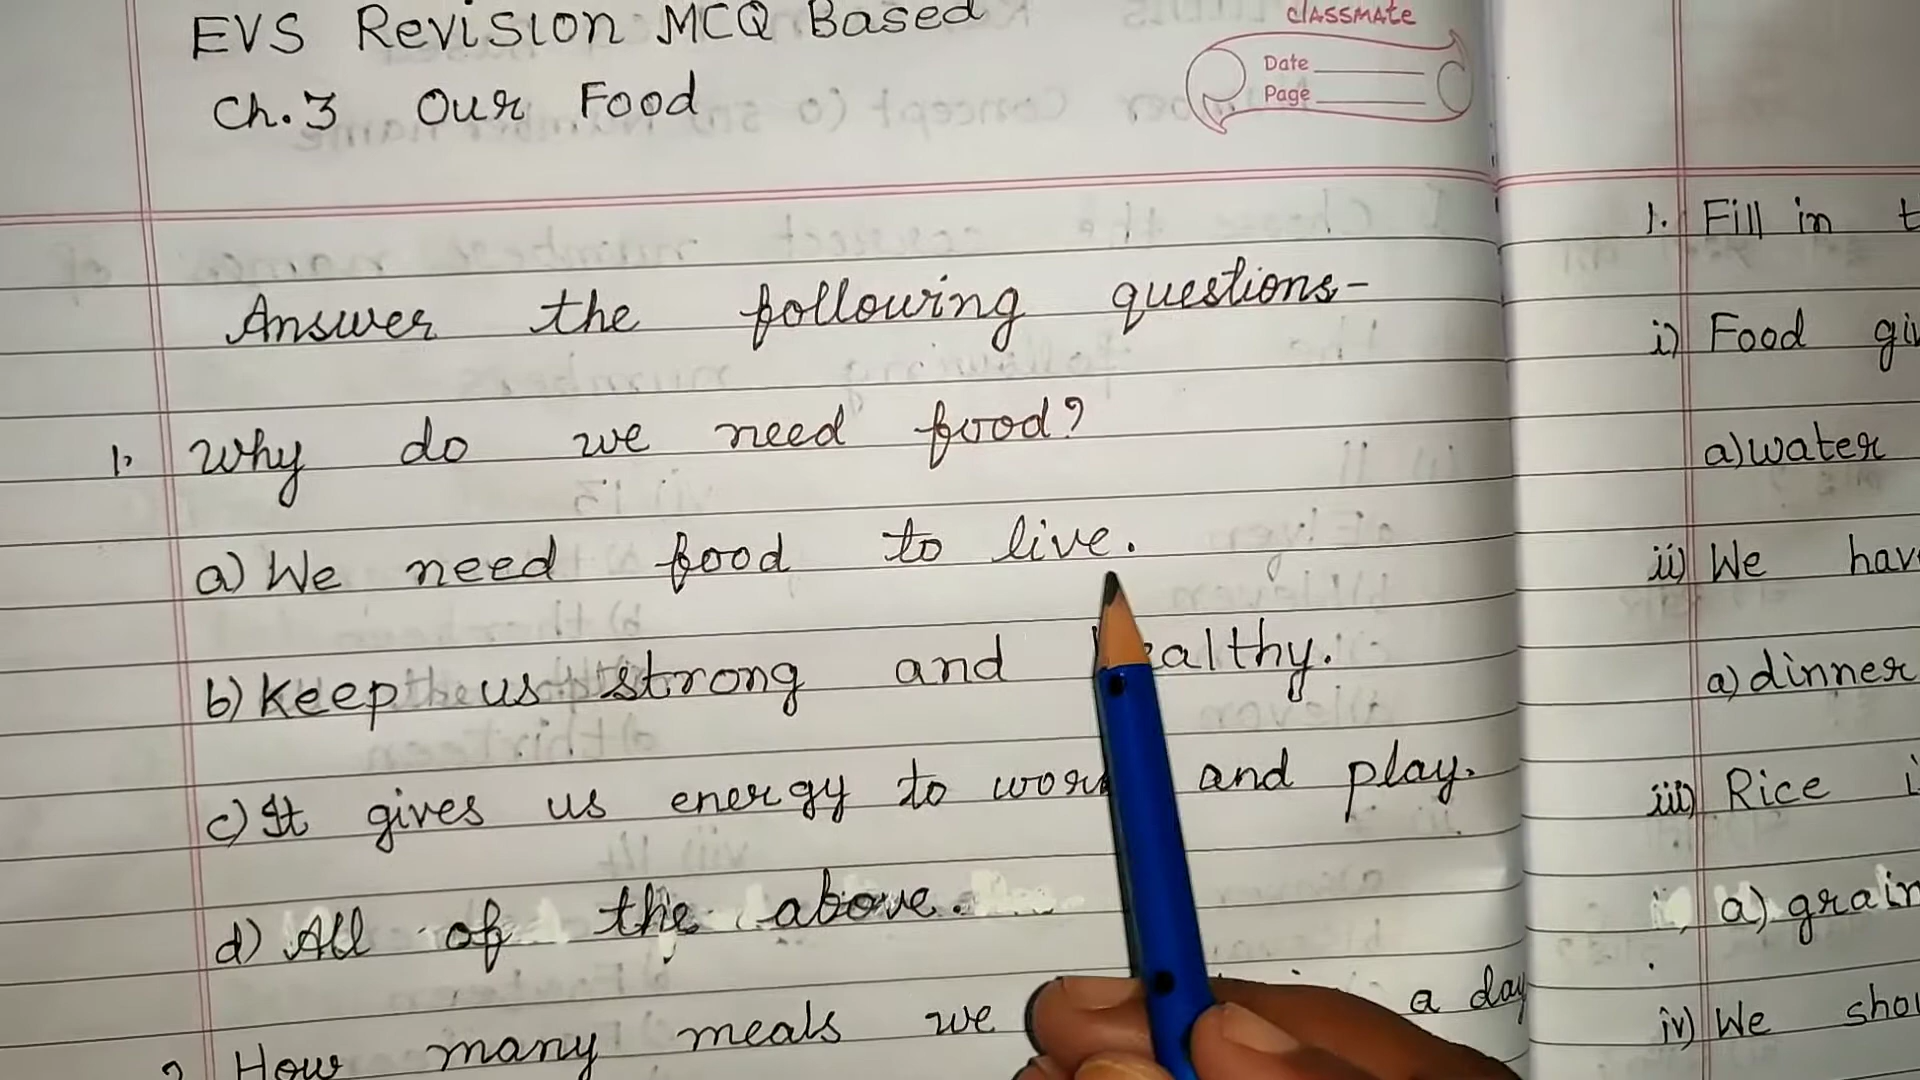 EVS Revision MCQ Based
Ch.3 Our Food
classmate
Date
Page
Answer the following questions-
1. Why do we need food?
a) We need food to live.
b) Keep us strong and healthy.
c) It gives us energy to work and play.
d) All of the above.
How many meals we a day
1. Fill in
i) Food
a) water
ii) We
a) dinner
iii) Rice
a)
iv) We